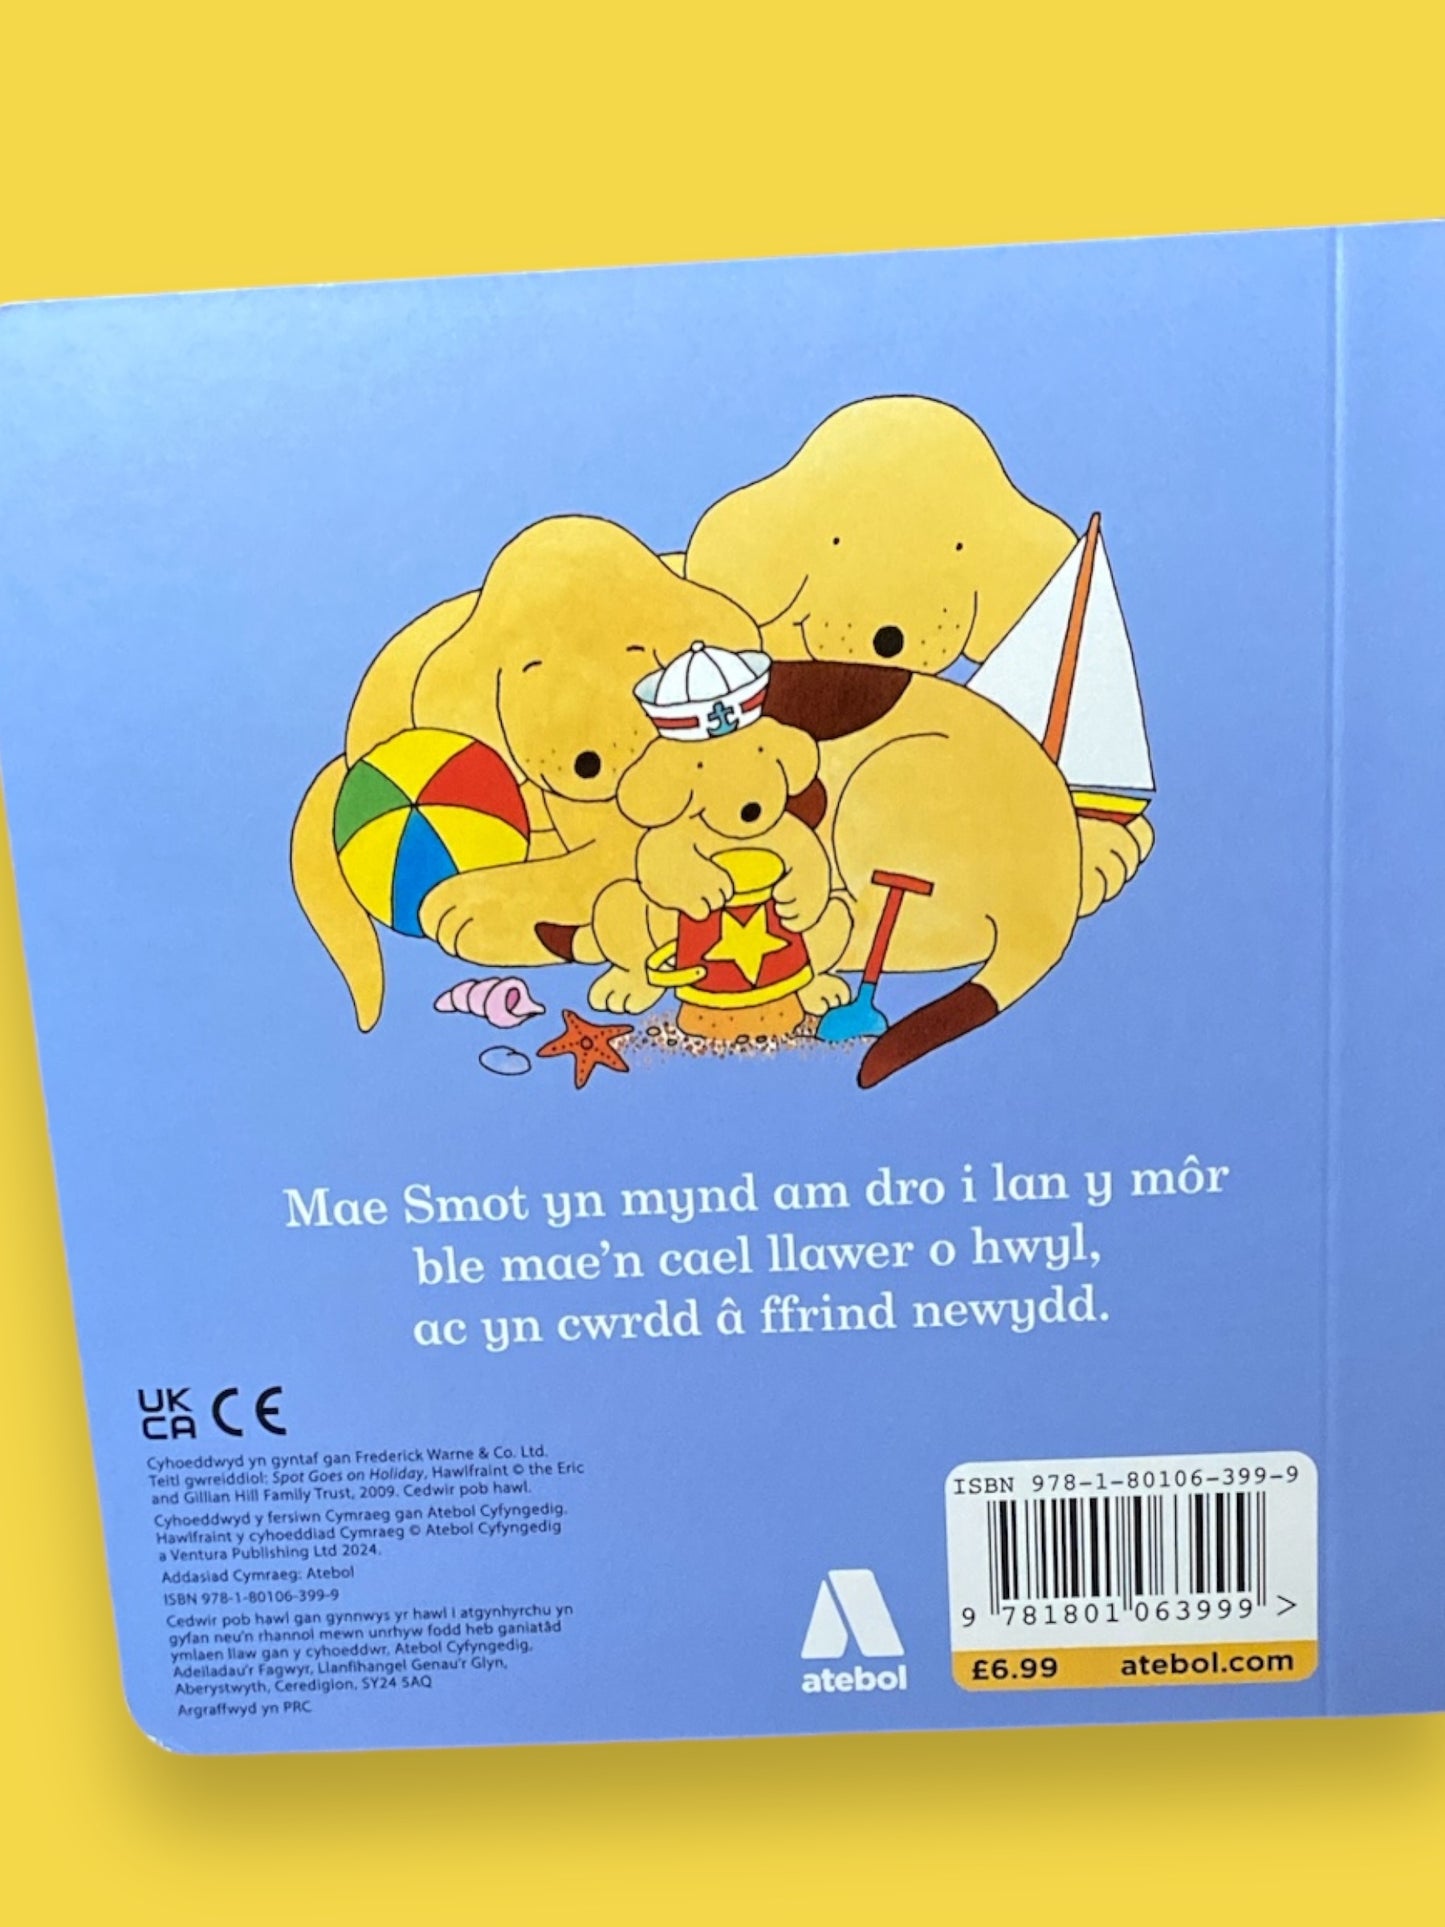 Mae Smot yn mynd am dro i lan y môr
ble mae'n cael llawer o hwyl,
ac yn cwrdd â ffrind newydd.
UK
CA CE
Cyhoeddwyd yn gyntaf gan Frederick Warne & Co. Ltd.
Teitl gwreiddiol: Spot Goes on Holiday, Hawlfraint © the Eric
and Gillian Hill Family Trust, 2009. Cedwir pob hawl.
Cyhoeddwyd y fersiwn Cymraeg gan Atebol Cyfyngedig.
Hawlfraint y cyhoeddiad Cymraeg © Atebol Cyfyngedig
a Ventura Publishing Ltd 2024.
Addasiad Cymraeg: Atebol
ISBN 978-1-80106-399-9
Cedwir pob hawl gan gynnwys yr hawl i atgynhyrchu yn
gyfan neu'n rhannol mewn unrhyw fodd heb ganiatâd
ymlaen llaw gan y cyhoeddwr, Atebol Cyfyngedig,
Adeiladau'r Fagwyr, Llanfihangel Genau'r Glyn,
Aberystwyth, Ceredigion, SY24 5AQ
Argraffwyd yn PRC
atebol
ISBN 978-1-80106-399-9
9 781801 063999 >
£6.99 atebol.com